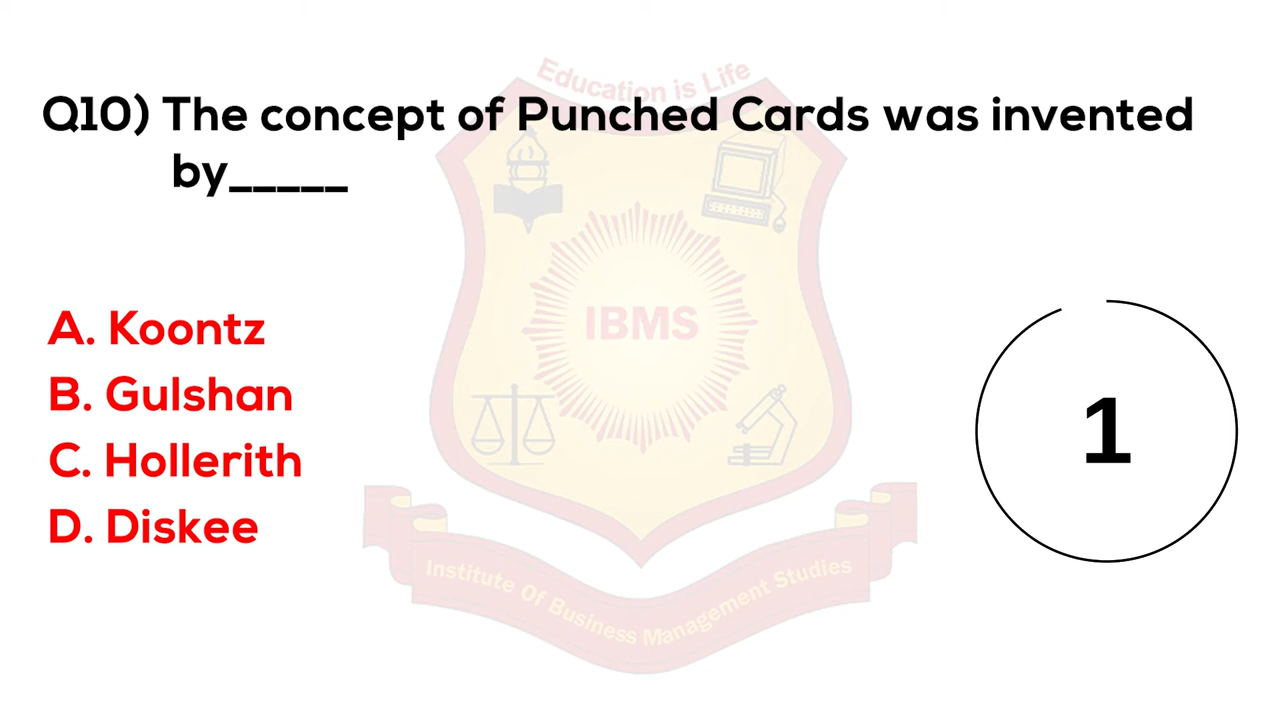 Education is Life
Q10) The concept of Punched Cards was invented
by_____
IBMS
A. Koontz
B. Gulshan
C. Hollerith
D. Diskee
1
Institute Of Business Management Studies